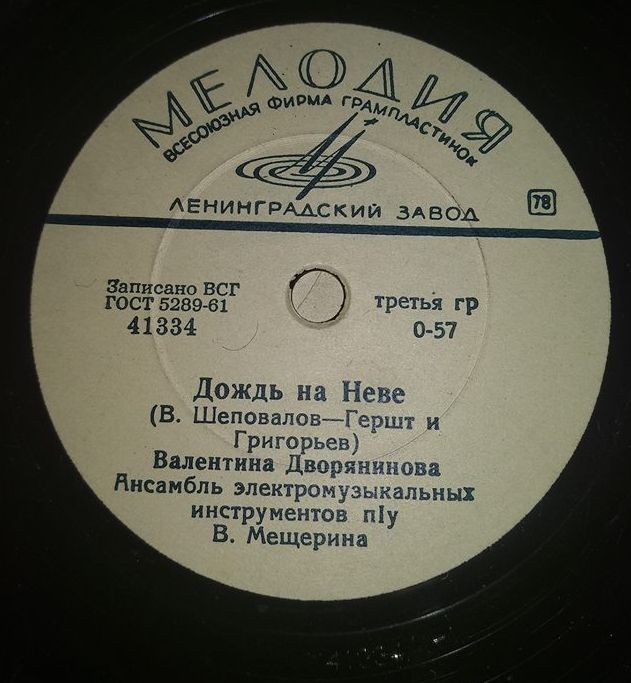 МЕЛОДИЯ
ВСЕСОЮЗНАЯ ФИРМА ГРАМПЛАСТИНОК
ЛЕНИНГРАДСКИЙ ЗАВОД
78
Записано ВСГ
ГОСТ 5289-61
41334
третья гр
0-57
Дождь на Неве
(В. Шеповалов—Гершт и
Григорьев)
Валентина Дворянинова
Ансамбль электромузыкальных
инструментов пIу
В. Мещерина